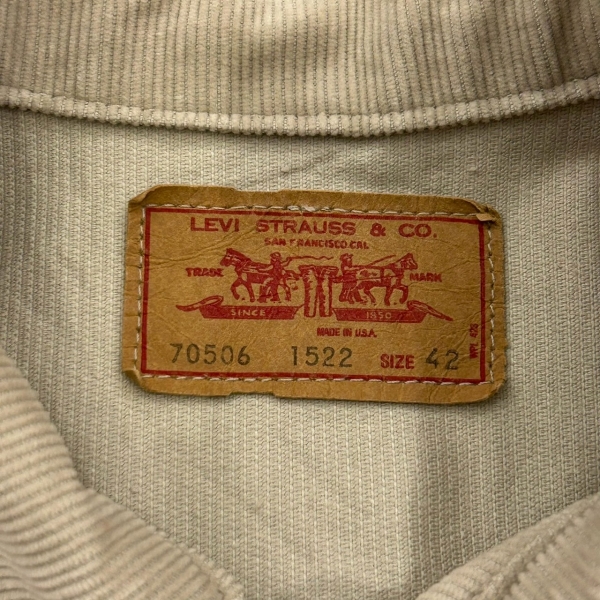 LEVI STRAUSS & CO.
SAN FRANCISCO CAL.
TRADE MARK
SINCE 1850
MADE IN U.S.A.
70506 1522 SIZE 42